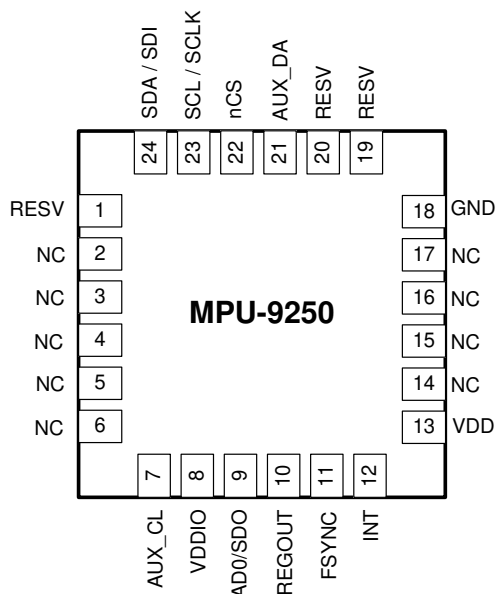 SDA / SDI
SCL / SCLK
nCS
AUX_DA
RESV
RESV
24
23
22
21
20
19
RESV 1
NC 2
NC 3
NC 4
NC 5
NC 6
MPU-9250
18 GND
17 NC
16 NC
15 NC
14 NC
13 VDD
7
8
9
10
11
12
AUX_CL
VDDIO
AD0/SDO
REGOUT
FSYNC
INT